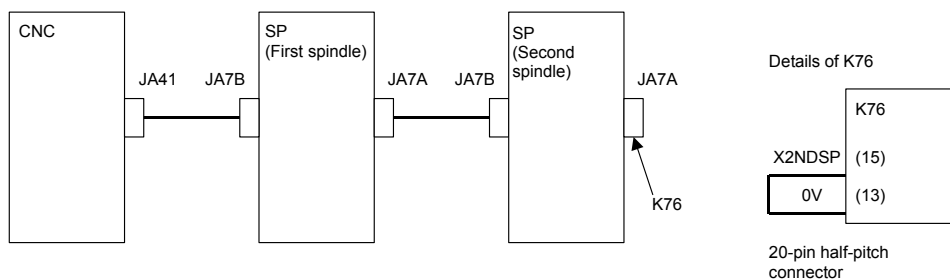 CNC
SP
(First spindle)
SP
(Second
spindle)
JA41
JA7B
JA7A
JA7B
JA7A
K76
Details of K76
K76
X2NDSP
(15)
0V
(13)
20-pin half-pitch
connector